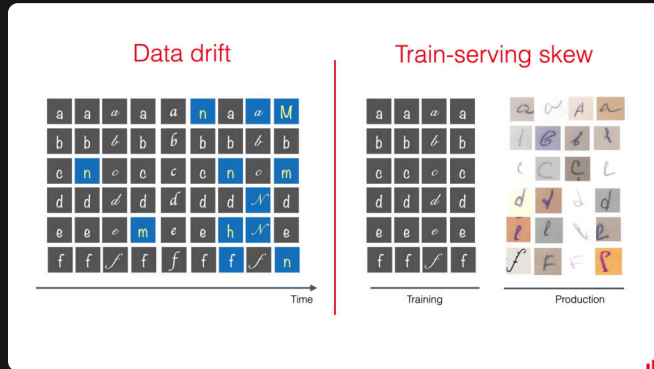 Data drift
a a a a a n a a M
b b b b b b b b b
c n c c c c n c m
d d d d d d d N d
e e e m e e h N e
f f f f f f f f n
Time
Train-serving skew
a a a a
b b b b
c c c c
d d d d
e e e e
f f f f
Training
a a A a
B b
c C C c
d d d d
e e e
f F F f
Production